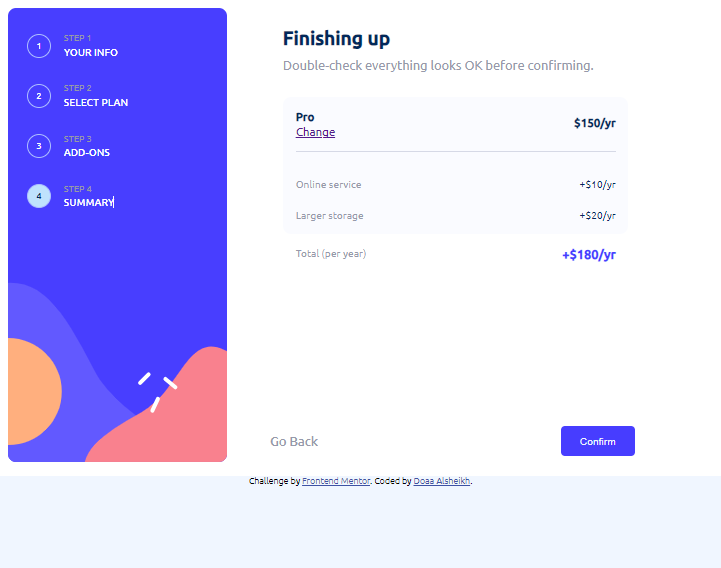 1
STEP 1
YOUR INFO
2
STEP 2
SELECT PLAN
3
STEP 3
ADD-ONS
4
STEP 4
SUMMARY
Finishing up
Double-check everything looks OK before confirming.
Pro
Change
$150/yr
Online service
+$10/yr
Larger storage
+$20/yr
Total (per year)
+$180/yr
Go Back
Confirm
Challenge by Frontend Mentor. Coded by Doaa Alsheikh.